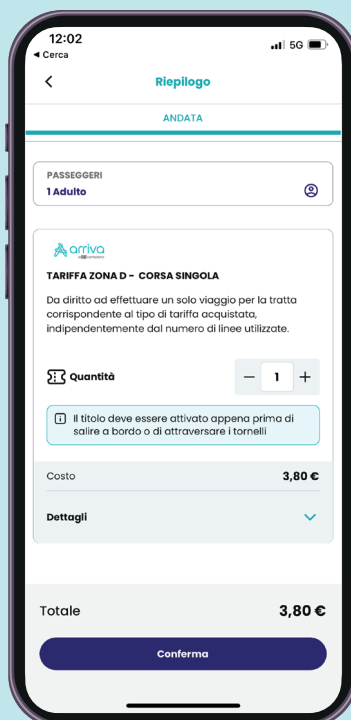 12:02
5G
◄ Cerca
Riepilogo
ANDATA
PASSEGGERI
1 Adulto
arriva
TARIFFA ZONA D - CORSA SINGOLA
Da diritto ad effettuare un solo viaggio per la tratta
corrispondente al tipo di tariffa acquistata,
indipendentemente dal numero di linee utilizzate.
Quantità
− 1 +
Il titolo deve essere attivato appena prima di
salire a bordo o di attraversare i tornelli
Costo 3,80 €
Dettagli
Totale 3,80 €
Conferma